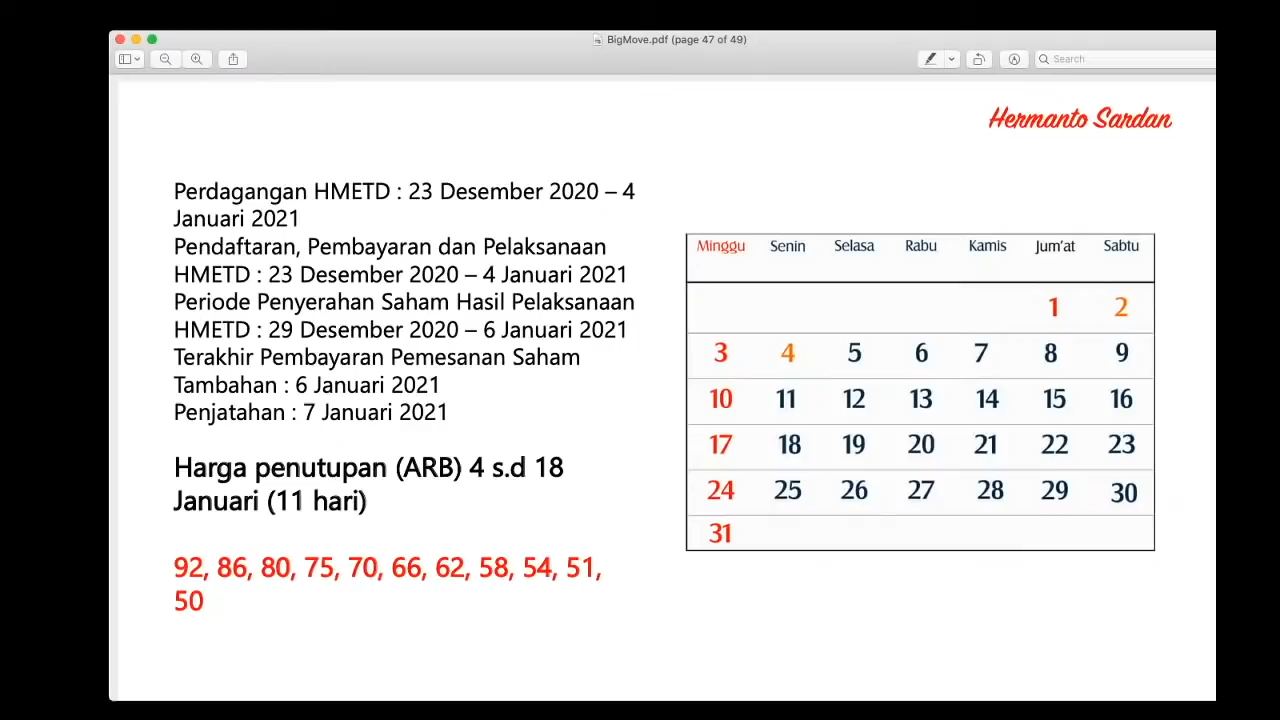 BigMove.pdf (page 47 of 49)
Search
Hermanto Sardan
Perdagangan HMETD : 23 Desember 2020 – 4
Januari 2021
Pendaftaran, Pembayaran dan Pelaksanaan
HMETD : 23 Desember 2020 – 4 Januari 2021
Periode Penyerahan Saham Hasil Pelaksanaan
HMETD : 29 Desember 2020 – 6 Januari 2021
Terakhir Pembayaran Pemesanan Saham
Tambahan : 6 Januari 2021
Penjatahan : 7 Januari 2021
Harga penutupan (ARB) 4 s.d 18
Januari (11 hari)
92, 86, 80, 75, 70, 66, 62, 58, 54, 51,
50
Minggu Senin Selasa Rabu Kamis Jum'at Sabtu
1 2
3 4 5 6 7 8 9
10 11 12 13 14 15 16
17 18 19 20 21 22 23
24 25 26 27 28 29 30
31